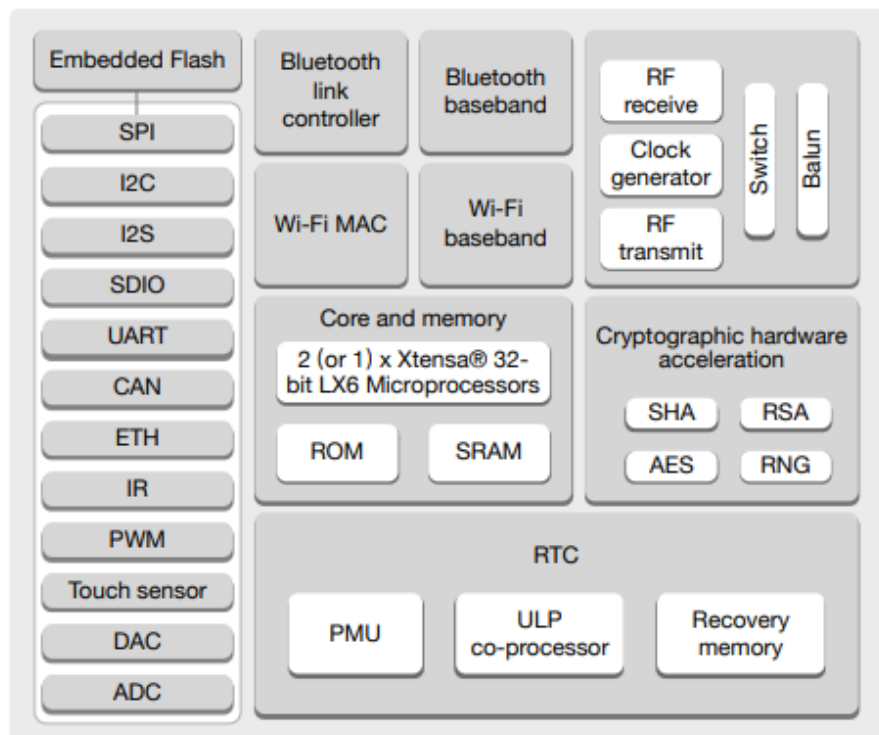 Embedded Flash
SPI
I2C
I2S
SDIO
UART
CAN
ETH
IR
PWM
Touch sensor
DAC
ADC
Bluetooth
link
controller
Bluetooth
baseband
Wi-Fi MAC
Wi-Fi
baseband
RF
receive
Clock
generator
RF
transmit
Switch
Balun
Core and memory
2 (or 1) x Xtensa® 32-
bit LX6 Microprocessors
ROM
SRAM
Cryptographic hardware
acceleration
SHA
RSA
AES
RNG
RTC
PMU
ULP
co-processor
Recovery
memory